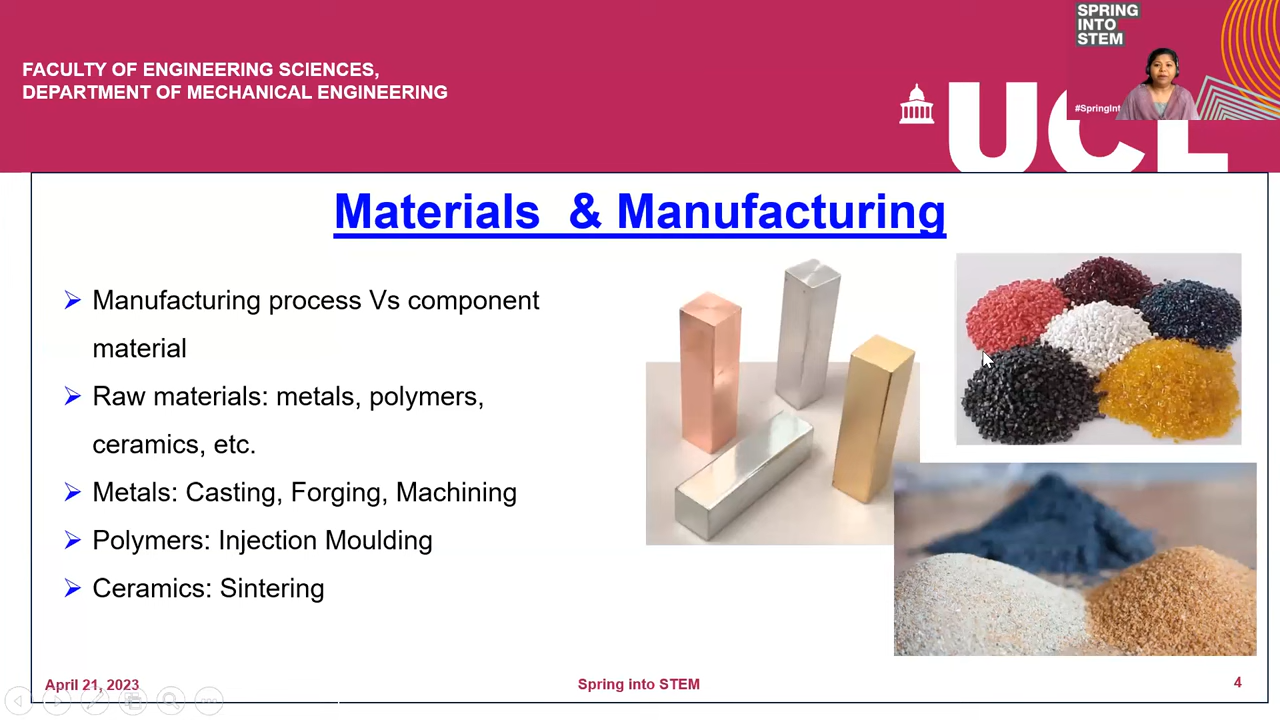 SPRING
INTO
STEM
FACULTY OF ENGINEERING SCIENCES,
DEPARTMENT OF MECHANICAL ENGINEERING
#SpringInt
UCL
Materials & Manufacturing
Manufacturing process Vs component
material
Raw materials: metals, polymers,
ceramics, etc.
Metals: Casting, Forging, Machining
Polymers: Injection Moulding
Ceramics: Sintering
April 21, 2023
Spring into STEM
4